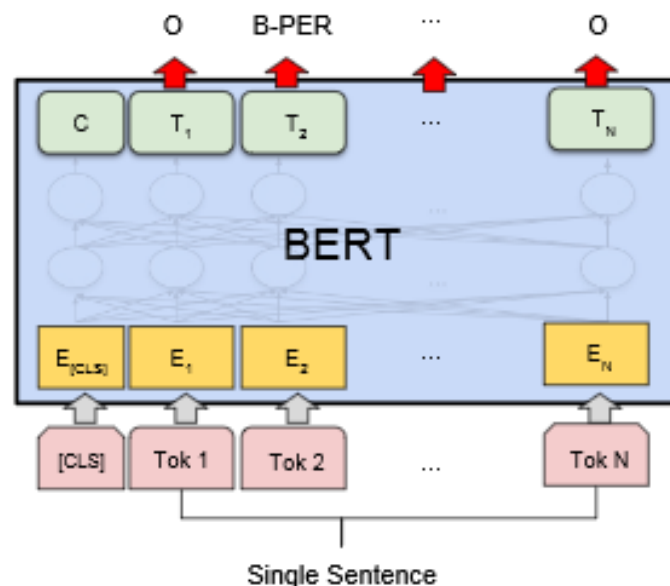 O B-PER ... O
C T1 T2 ... TN
...
BERT
...
E[CLS] E1 E2 ... EN
[CLS] Tok 1 Tok 2 ... Tok N
Single Sentence